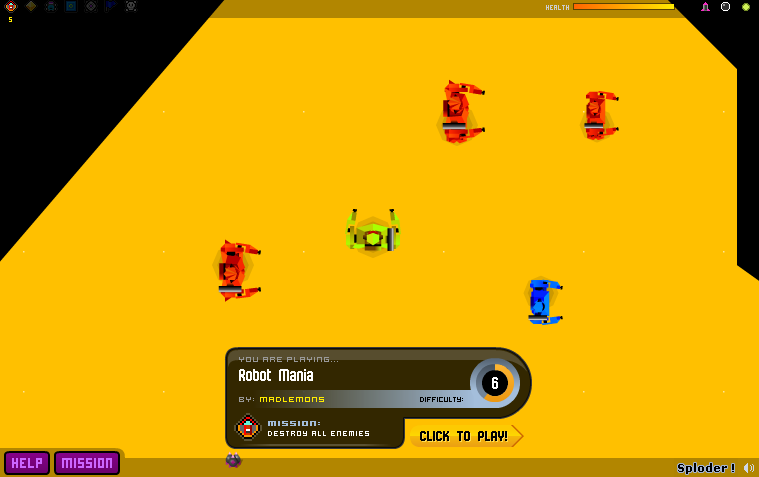 HEALTH
5
YOU ARE PLAYING...
Robot Mania
BY: MADLEMONS
DIFFICULTY:
6
MISSION:
DESTROY ALL ENEMIES
CLICK TO PLAY!
HELP
MISSION
Sploder !